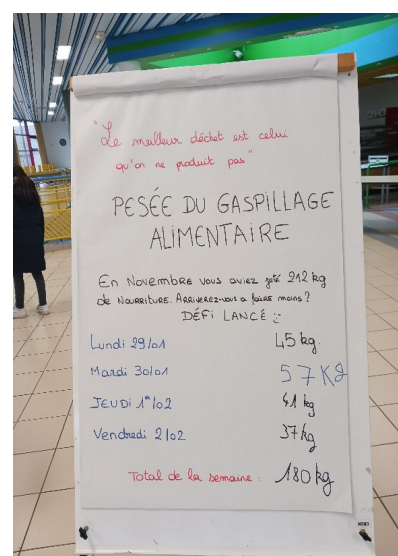 "Le meilleur déchet est celui
qu'on ne produit pas"
PESÉE DU GASPILLAGE
ALIMENTAIRE
En Novembre vous aviez jeté 212 kg
de NOURRITURE. ARRIVEREZ-VOUS à faire moins ?
DÉFI LANCÉ :
Lundi 29/01 45 kg.
Mardi 30/01 57 Kg
JEUDI 1er/02 41 kg
Vendredi 2/02 37 kg
Total de la semaine : 180 kg